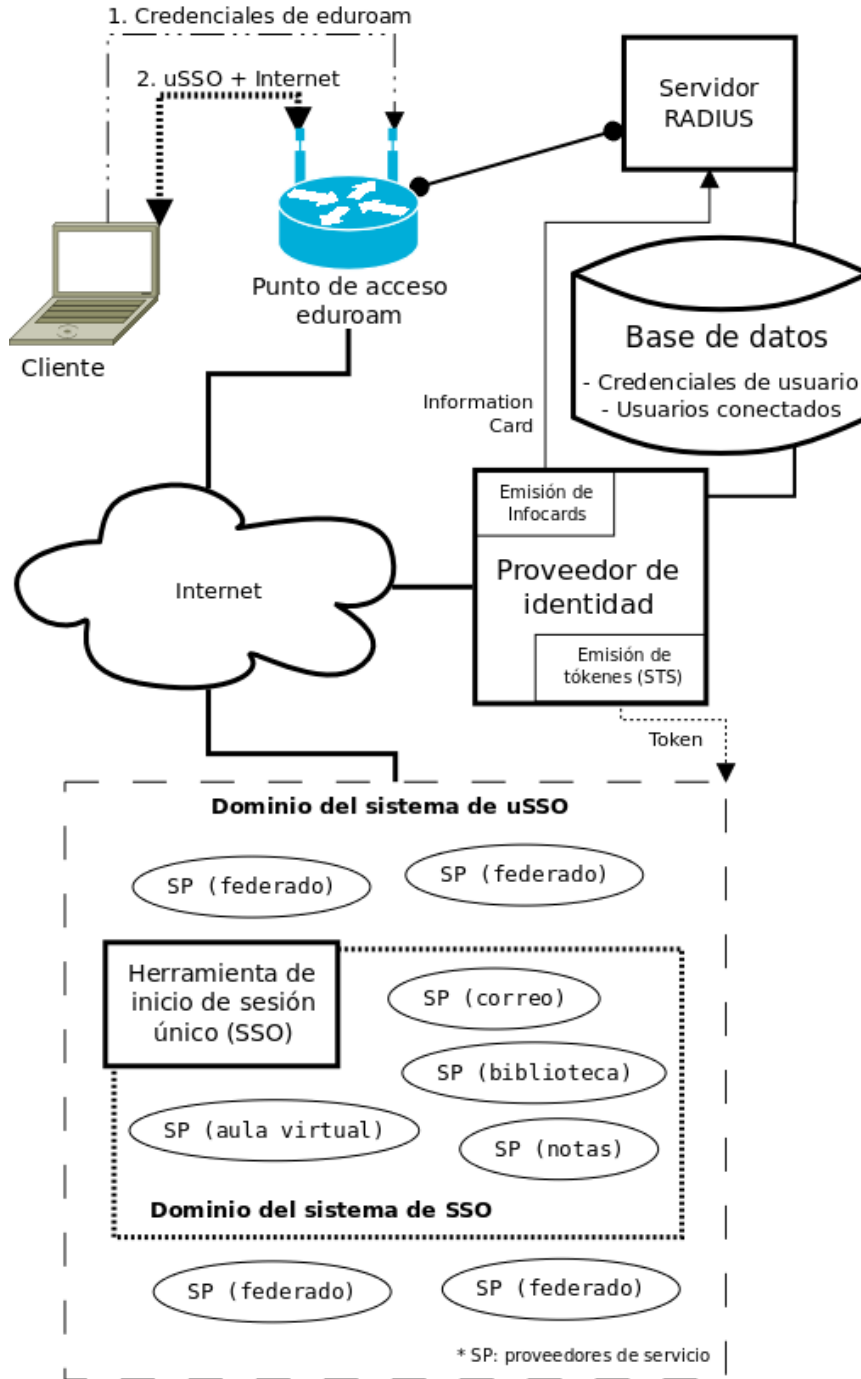 1. Credenciales de eduroam
2. uSSO + Internet
Servidor
RADIUS
Punto de acceso
eduroam
Cliente
Base de datos
- Credenciales de usuario
- Usuarios conectados
Information
Card
Emisión de
Infocards
Proveedor de
identidad
Emisión de
tókenes (STS)
Internet
Token
Dominio del sistema de uSSO
SP (federado)
SP (federado)
Herramienta de
inicio de sesión
único (SSO)
SP (correo)
SP (biblioteca)
SP (aula virtual)
SP (notas)
Dominio del sistema de SSO
SP (federado)
SP (federado)
* SP: proveedores de servicio